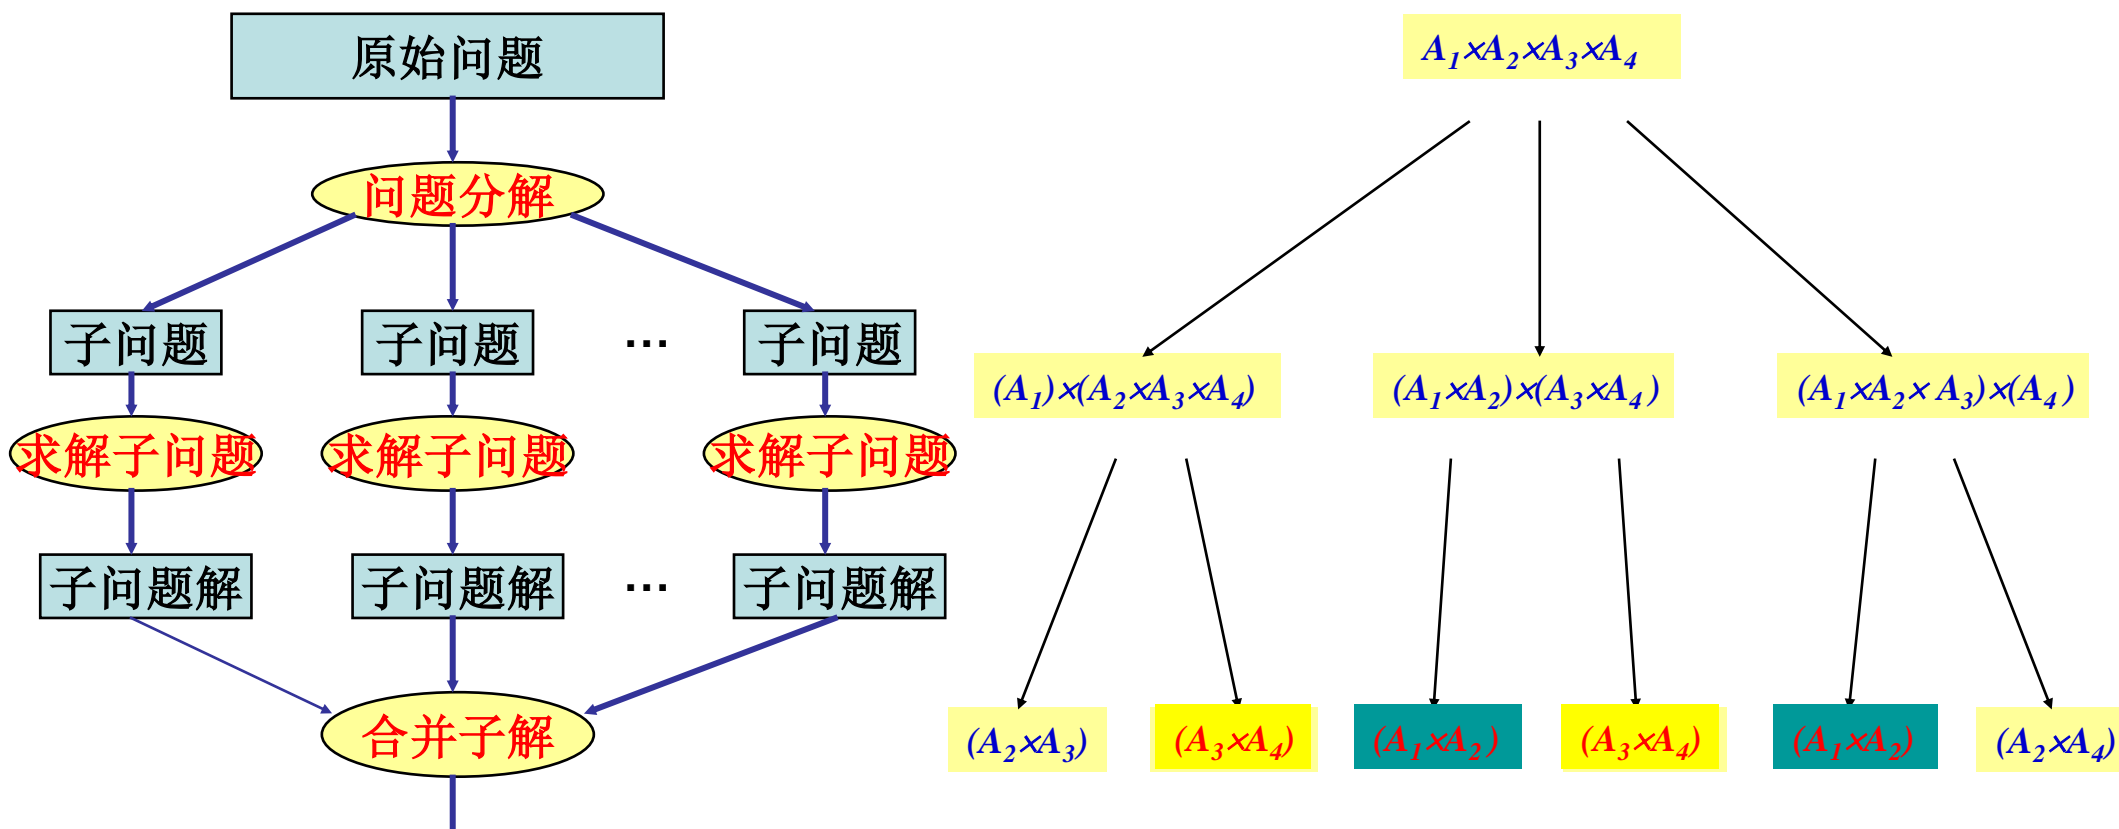 原始问题
问题分解
子问题 子问题 … 子问题
求解子问题 求解子问题 求解子问题
子问题解 子问题解 … 子问题解
合并子解
A₁×A₂×A₃×A₄
(A₁)×(A₂×A₃×A₄) (A₁×A₂)×(A₃×A₄) (A₁×A₂×A₃)×(A₄)
(A₂×A₃) (A₃×A₄) (A₁×A₂) (A₃×A₄) (A₁×A₂) (A₂×A₄)